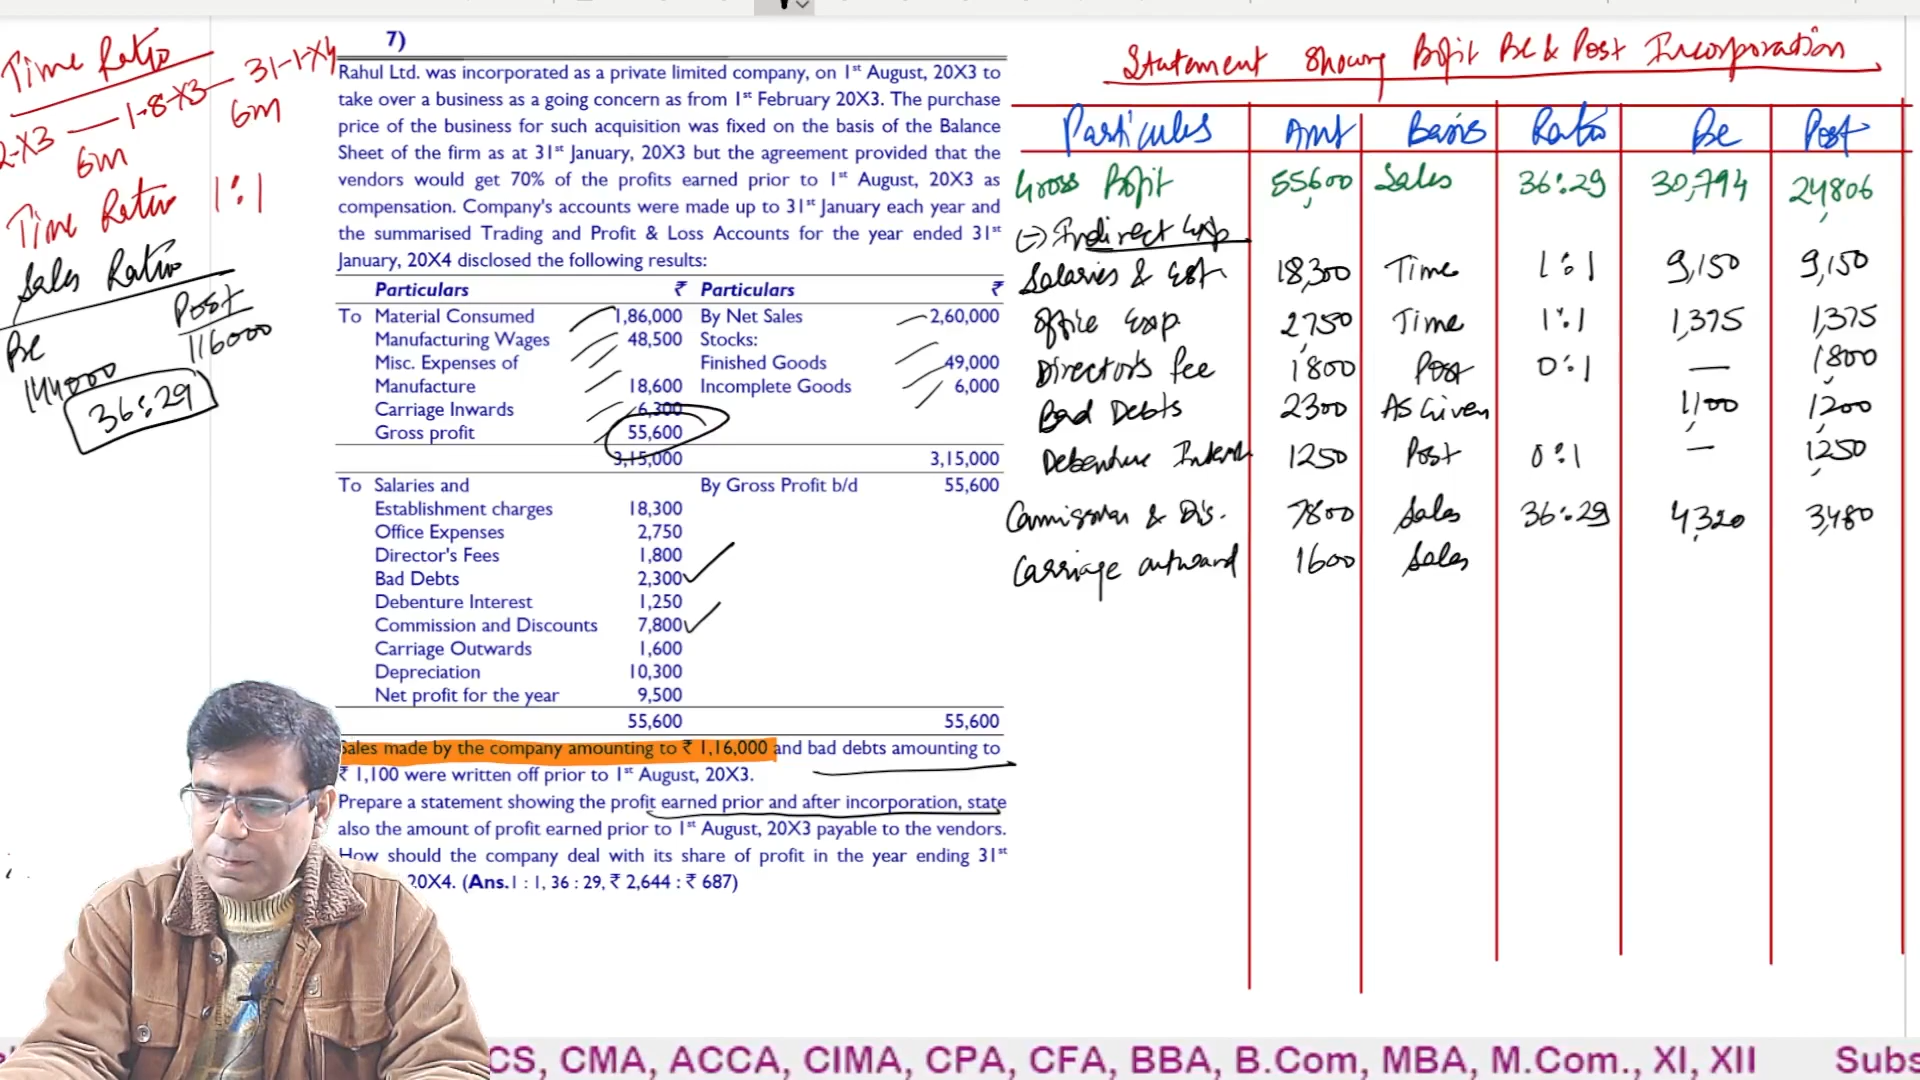 Time Ratio
2-X3 — 1-8-X3 — 31-1-X4
6m 6m
Time Ratio 1:1
Sales Ratio
Pre Post
144000 116000
36:29
7)
Rahul Ltd. was incorporated as a private limited company, on 1st August, 20X3 to
take over a business as a going concern as from 1st February 20X3. The purchase
price of the business for such acquisition was fixed on the basis of the Balance
Sheet of the firm as at 31st January, 20X3 but the agreement provided that the
vendors would get 70% of the profits earned prior to 1st August, 20X3 as
compensation. Company's accounts were made up to 31st January each year and
the summarised Trading and Profit & Loss Accounts for the year ended 31st
January, 20X4 disclosed the following results:
Particulars ₹ Particulars ₹
To Material Consumed 1,86,000 By Net Sales 2,60,000
Manufacturing Wages 48,500 Stocks:
Misc. Expenses of Finished Goods 49,000
Manufacture 18,600 Incomplete Goods 6,000
Carriage Inwards 6,300
Gross profit 55,600
3,15,000 3,15,000
To Salaries and By Gross Profit b/d 55,600
Establishment charges 18,300
Office Expenses 2,750
Director's Fees 1,800
Bad Debts 2,300
Debenture Interest 1,250
Commission and Discounts 7,800
Carriage Outwards 1,600
Depreciation 10,300
Net profit for the year 9,500
55,600 55,600
Sales made by the company amounting to ₹ 1,16,000 and bad debts amounting to
₹ 1,100 were written off prior to 1st August, 20X3.
Prepare a statement showing the profit earned prior and after incorporation, state
also the amount of profit earned prior to 1st August, 20X3 payable to the vendors.
How should the company deal with its share of profit in the year ending 31st
20X4. (Ans. 1 : 1, 36 : 29, ₹ 2,644 : ₹ 687)
Statement Showing Profit Pre & Post Incorporation
Particulars Amt Basis Ratio Pre Post
Gross Profit 55,600 Sales 36:29 30,794 24,806
(-) Indirect Exp
Salaries & Est. 18,300 Time 1:1 9,150 9,150
Office Exp. 2,750 Time 1:1 1,375 1,375
Directors fee 1800 Post 0:1 — 1,800
Bad Debts 2300 As Given 1,100 1,200
Debenture Interest 1250 Post 0:1 — 1,250
Commission & Dis. 7800 Sales 36:29 4,320 3,480
Carriage outward 1600 Sales
CS, CMA, ACCA, CIMA, CPA, CFA, BBA, B.Com, MBA, M.Com., XI, XII Subs